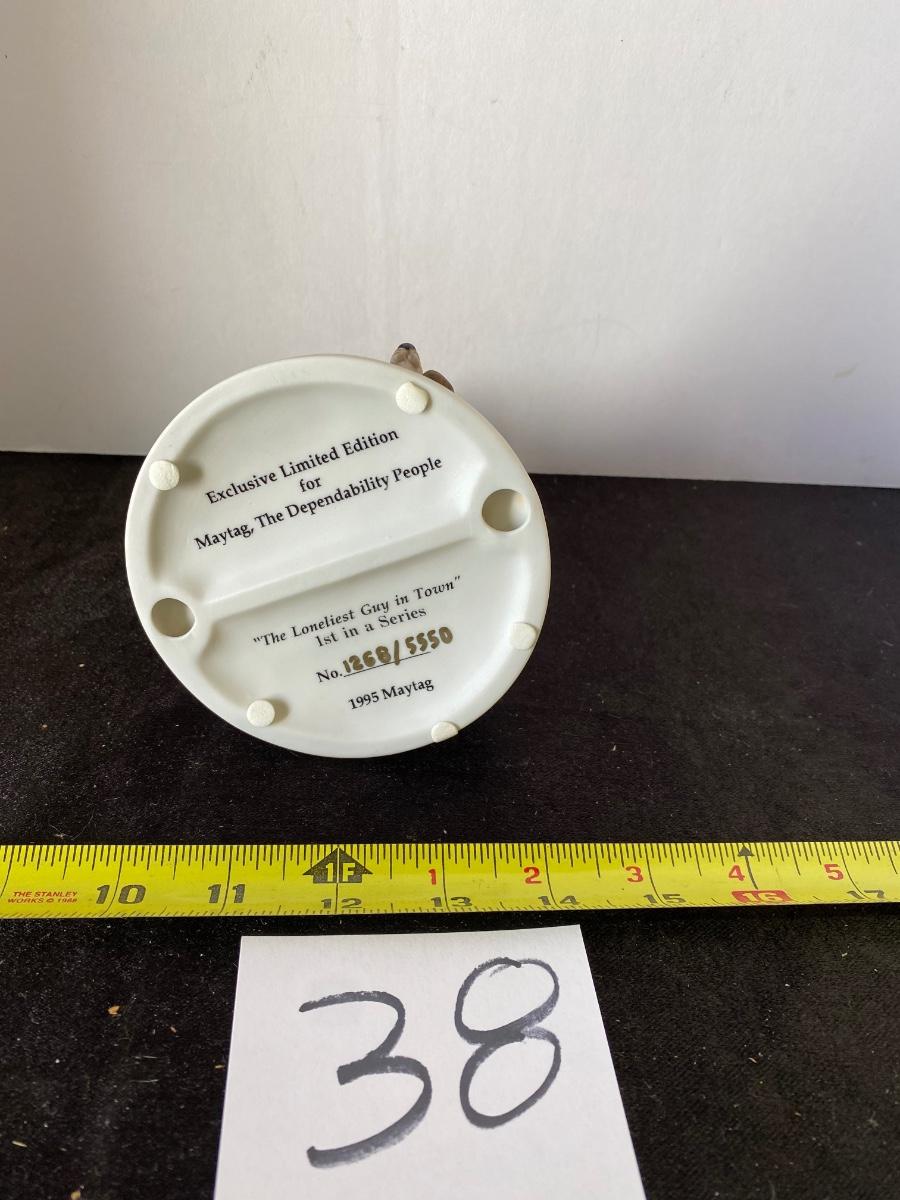 Exclusive Limited Edition
for
Maytag, The Dependability People
"The Loneliest Guy in Town"
1st in a Series
No. 1268/5550
1995 Maytag
1F 1 2 3 4 5
THE STANLEY
WORKS © 1988
10 11 12 13 14 15 16 17
38